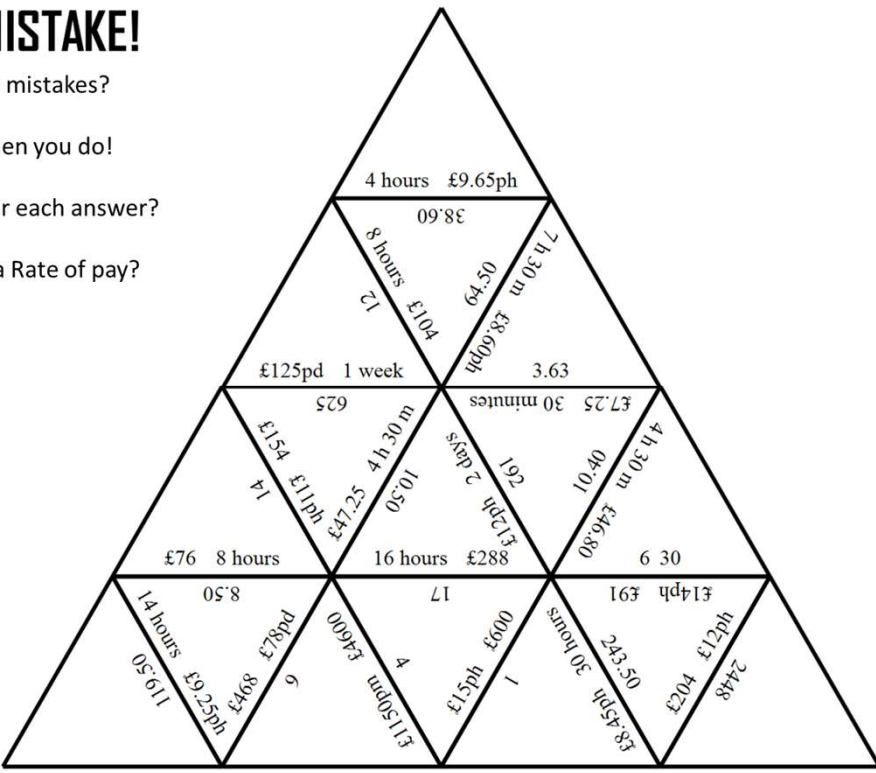 MISTAKE!
mistakes?
en you do!
r each answer?
a Rate of pay?
4 hours £9.65ph
38.60
8 hours £104
12
64.50
7 h 30 m £8.60ph
£125pd 1 week
625
3.63
£7.25 30 minutes
£154 £11ph
14
£47.25 4 h 30 m
10.50
£12ph 2 days
192
10.40
4 h 30 m £46.80
£76 8 hours
8.50
16 hours £288
17
6 30
£14ph £91
14 hours £9.25ph
119.50
£468 £78pd
6
£1150pm £4600
4
£15ph £600
1
£8.45ph 30 hours
243.50
£204 £12ph
2448